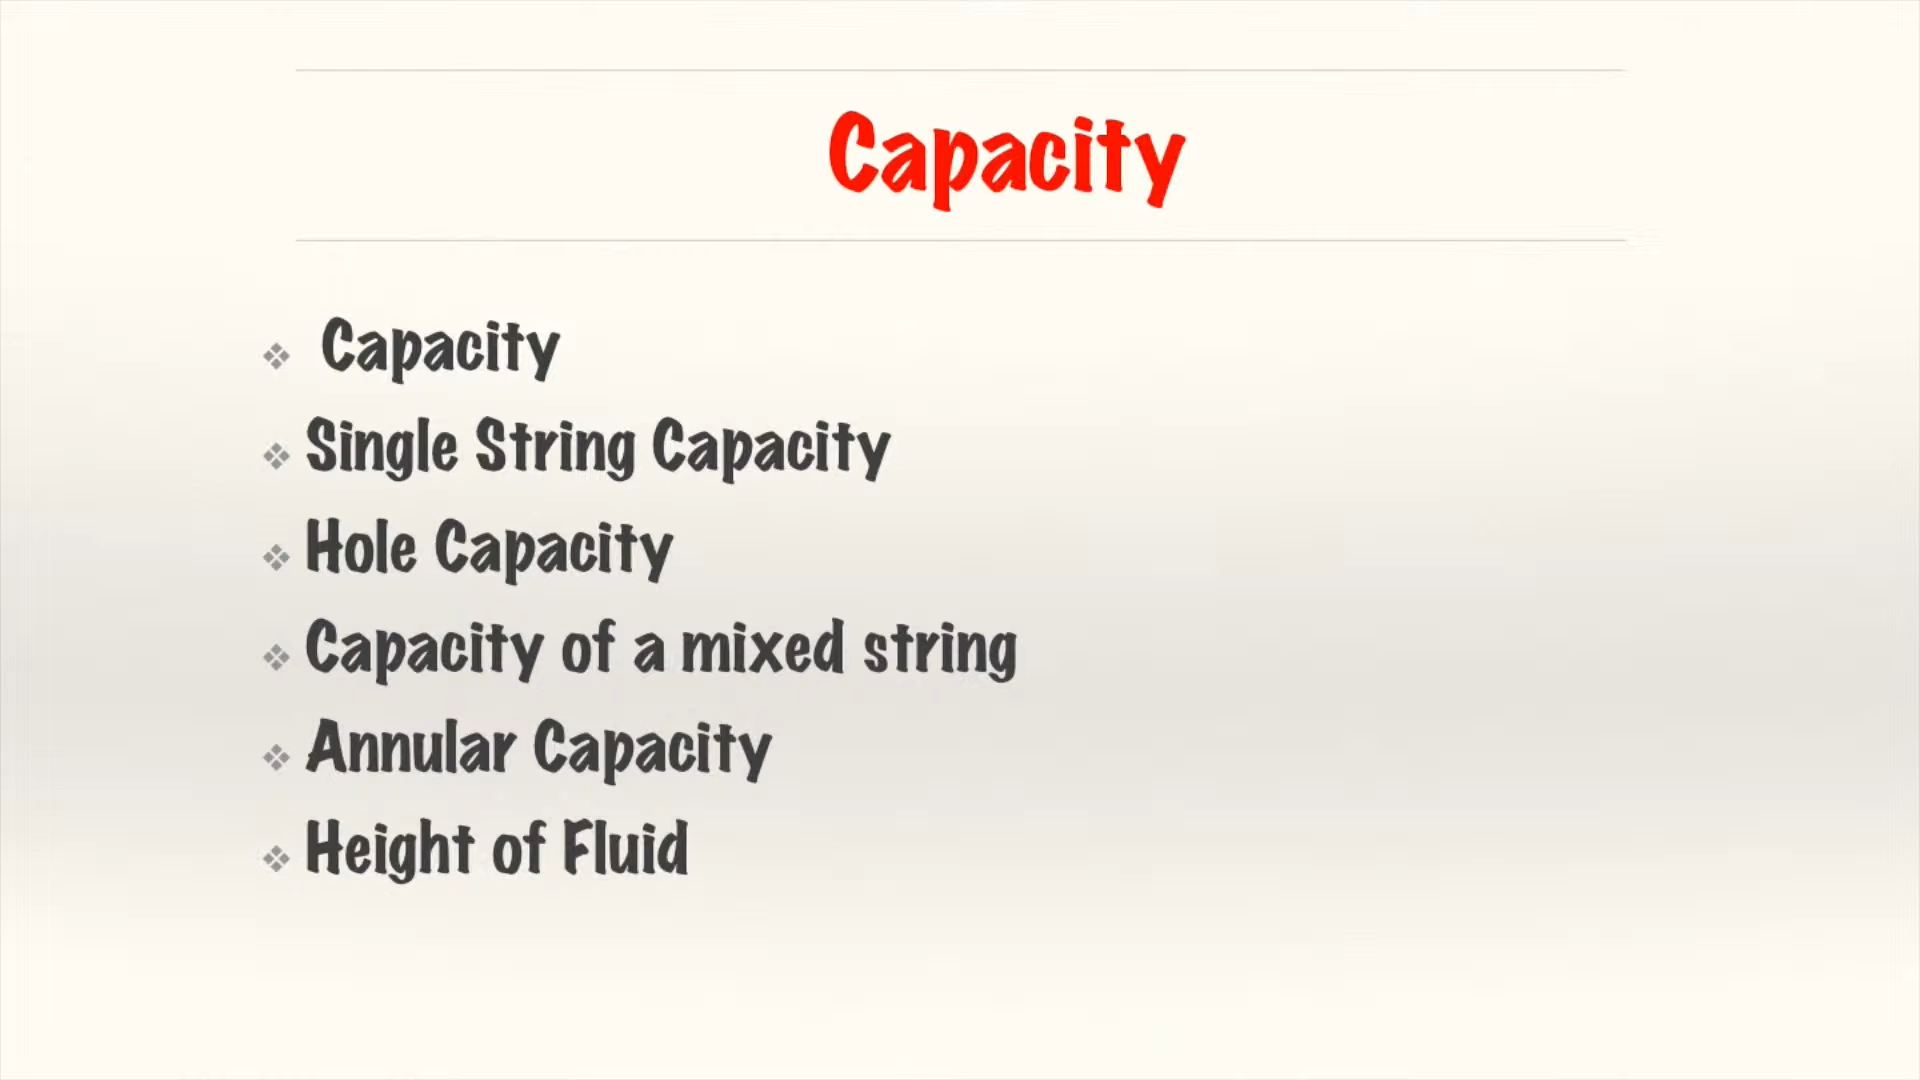 Capacity
❖ Capacity
❖ Single String Capacity
❖ Hole Capacity
❖ Capacity of a mixed string
❖ Annular Capacity
❖ Height of Fluid